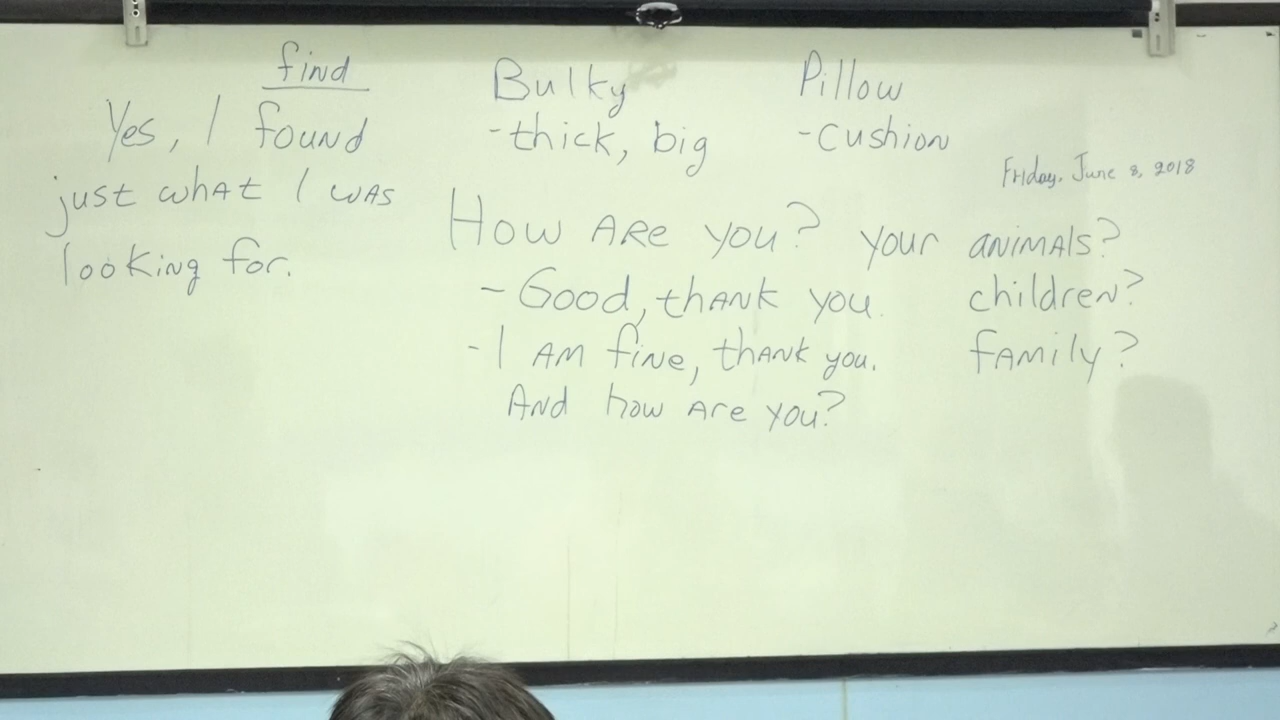 find
Yes, I found
just what I was
looking for.
Bulky
-thick, big
Pillow
-cushion
Friday, June 8, 2018
How are you? your animals?
- Good, thank you. children?
- I am fine, thank you. family?
And how are you?